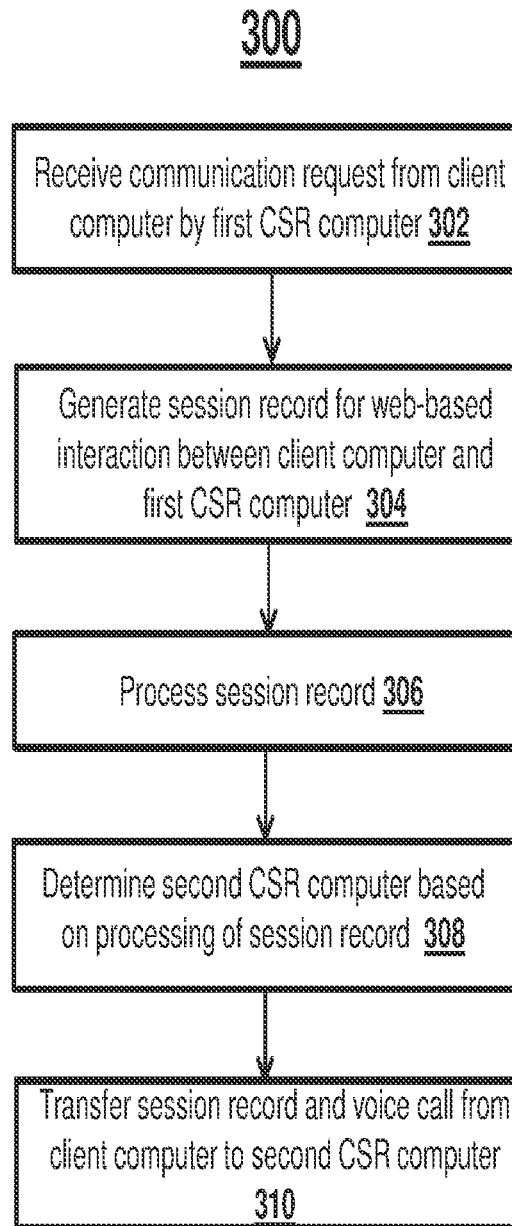 300
Receive communication request from client
computer by first CSR computer 302
Generate session record for web-based
interaction between client computer and
first CSR computer 304
Process session record 306
Determine second CSR computer based
on processing of session record 308
Transfer session record and voice call from
client computer to second CSR computer
310